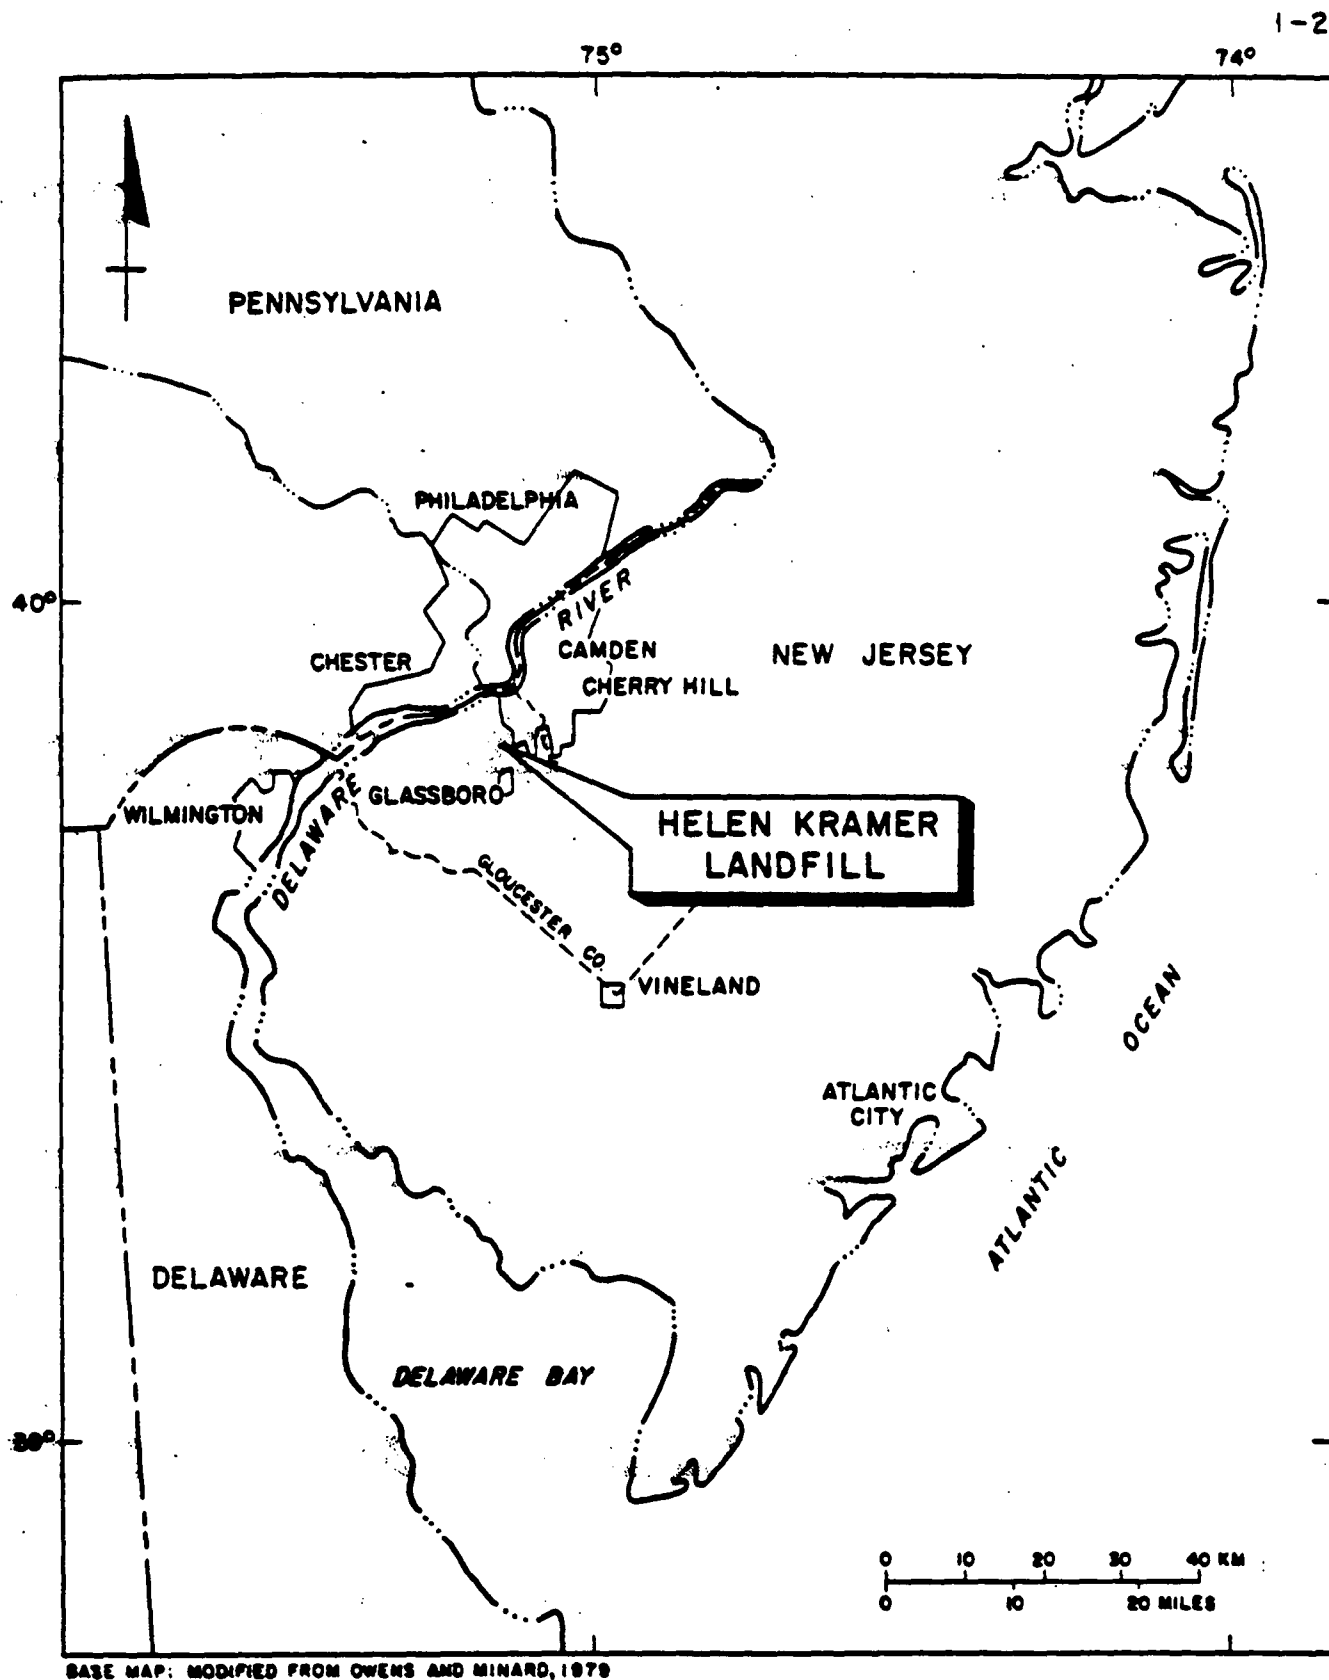 1-2
75° 74°
PENNSYLVANIA
PHILADELPHIA
40°
RIVER
CAMDEN
NEW JERSEY
CHESTER
CHERRY HILL
WILMINGTON
DELAWARE
GLASSBORO
HELEN KRAMER
LANDFILL
GLOUCESTER CO.
VINELAND
OCEAN
ATLANTIC
CITY
ATLANTIC
DELAWARE
DELAWARE BAY
39°
0 10 20 30 40 KM
0 10 20 MILES
BASE MAP: MODIFIED FROM OWENS AND MINARD, 1979